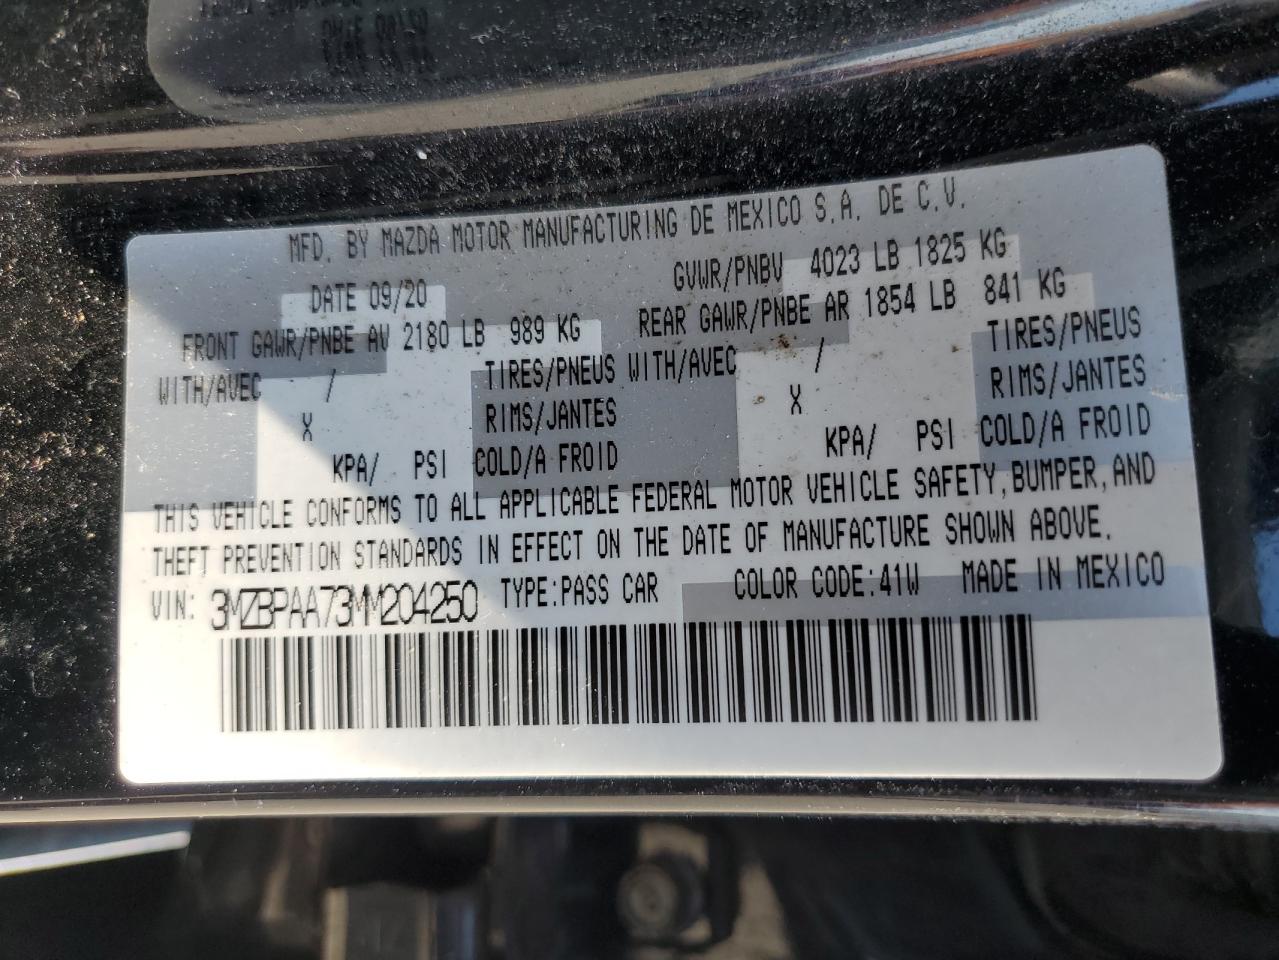 MFD. BY MAZDA MOTOR MANUFACTURING DE MEXICO S.A. DE C.V.
DATE 09/20 GVWR/PNBV 4023 LB 1825 KG
FRONT GAWR/PNBE AV 2180 LB 989 KG REAR GAWR/PNBE AR 1854 LB 841 KG
WITH/AVEC / TIRES/PNEUS WITH/AVEC / TIRES/PNEUS
X RIMS/JANTES X RIMS/JANTES
KPA/ PSI COLD/A FROID KPA/ PSI COLD/A FROID
THIS VEHICLE CONFORMS TO ALL APPLICABLE FEDERAL MOTOR VEHICLE SAFETY, BUMPER, AND
THEFT PREVENTION STANDARDS IN EFFECT ON THE DATE OF MANUFACTURE SHOWN ABOVE.
VIN: 3MZBPAA73MM204250 TYPE:PASS CAR COLOR CODE:41W MADE IN MEXICO